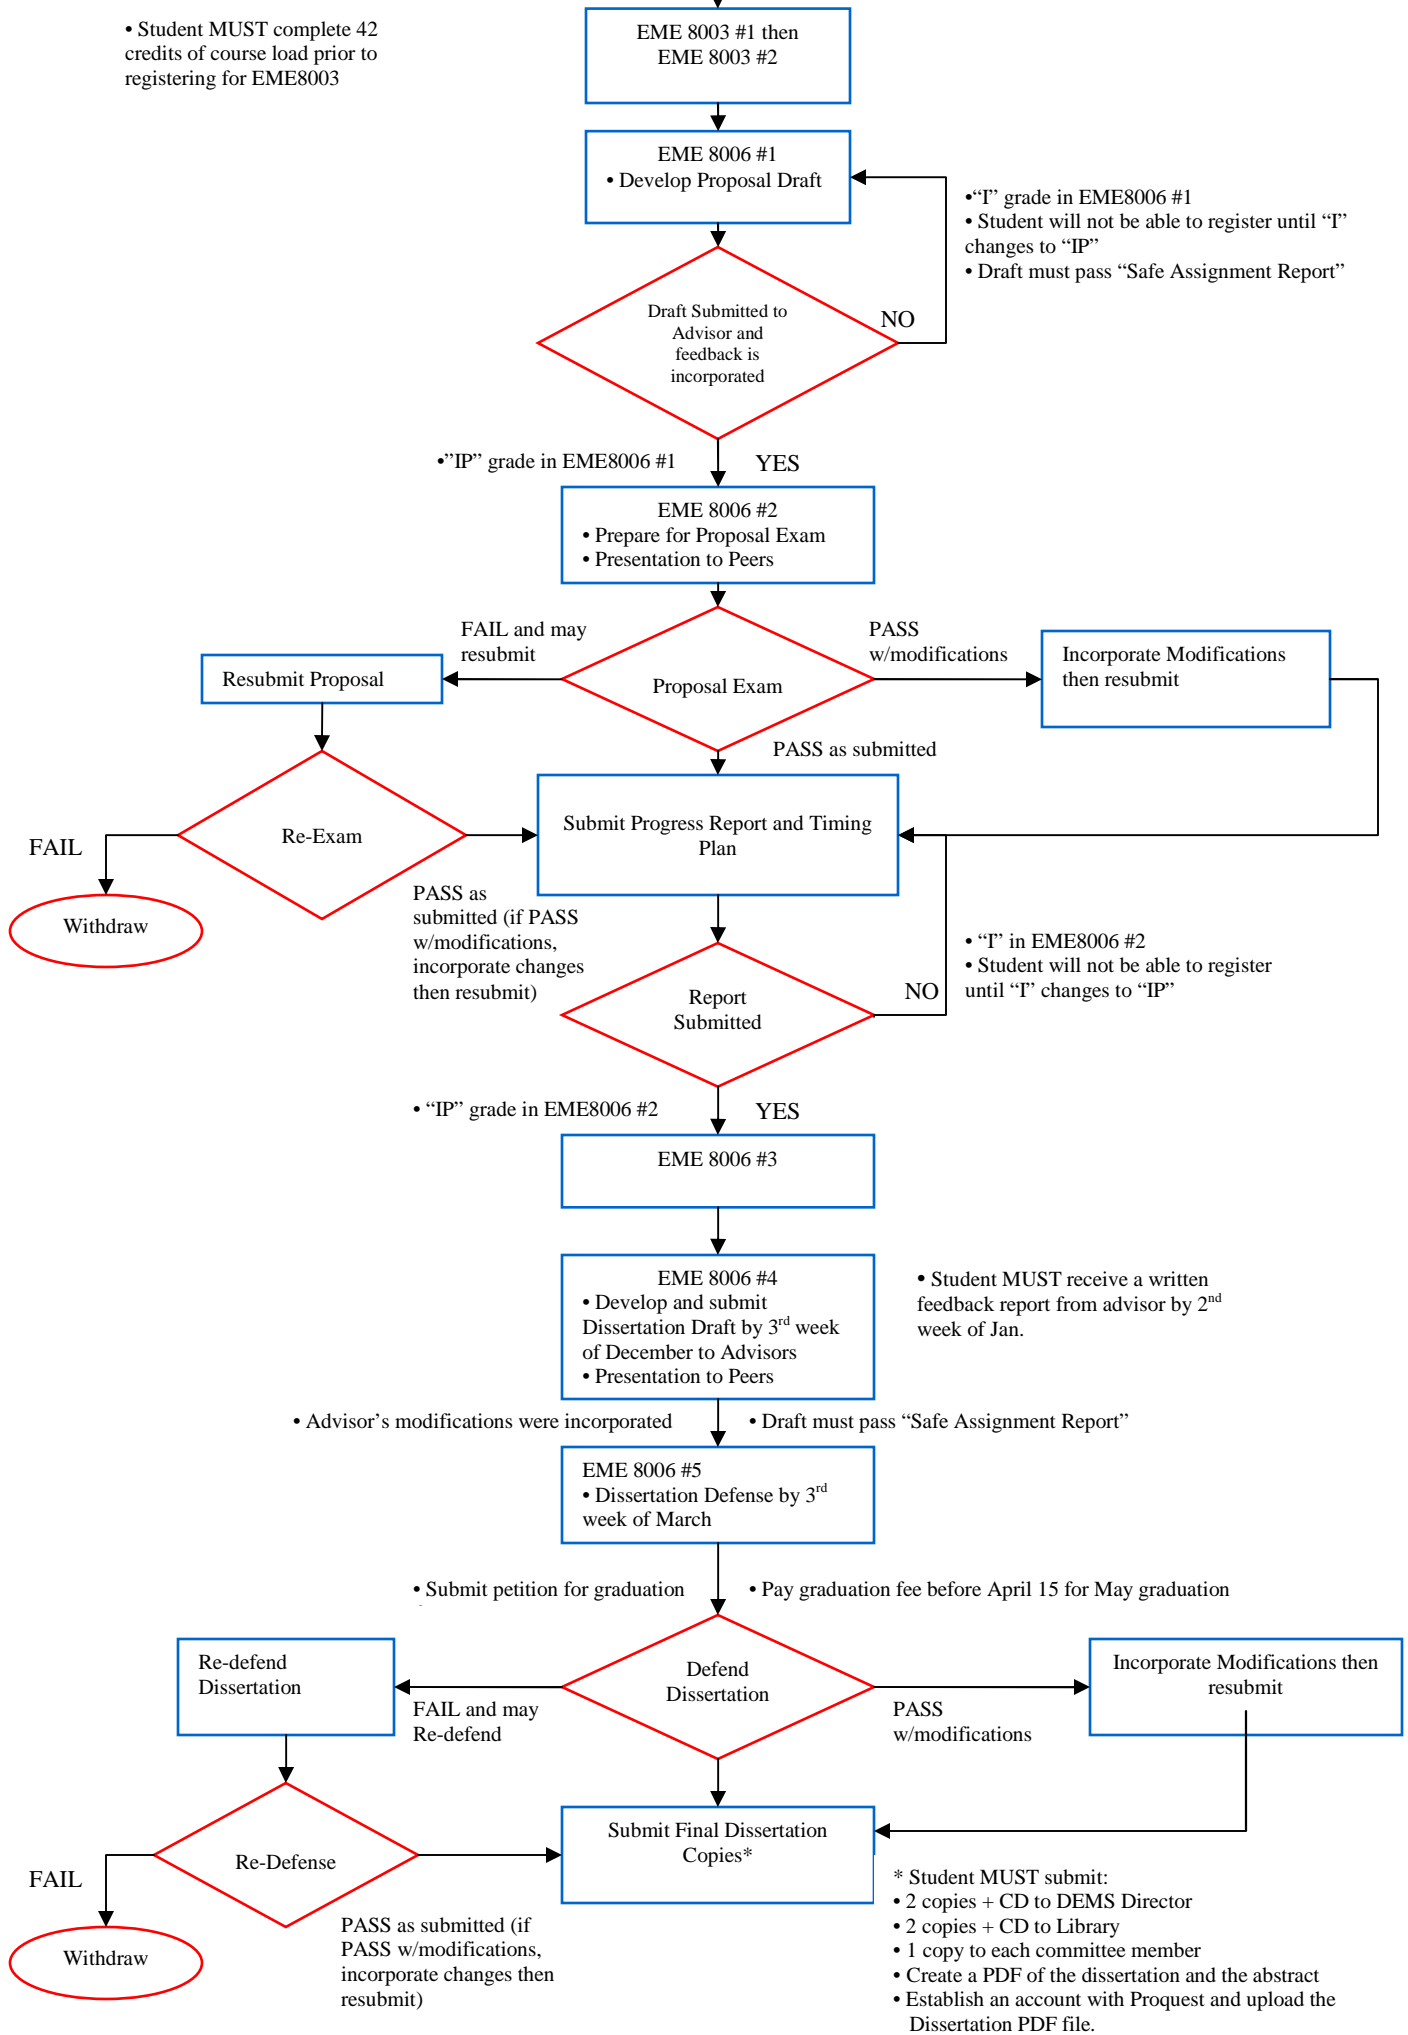 • Student MUST complete 42
credits of course load prior to
registering for EME8003
EME 8003 #1 then
EME 8003 #2
EME 8006 #1
• Develop Proposal Draft
•“I” grade in EME8006 #1
• Student will not be able to register until “I”
changes to “IP”
• Draft must pass “Safe Assignment Report”
Draft Submitted to
Advisor and
feedback is
incorporated
NO
•”IP” grade in EME8006 #1
YES
EME 8006 #2
• Prepare for Proposal Exam
• Presentation to Peers
FAIL and may
resubmit
PASS
w/modifications
Resubmit Proposal
Proposal Exam
Incorporate Modifications
then resubmit
PASS as submitted
FAIL
Re-Exam
Submit Progress Report and Timing
Plan
Withdraw
PASS as
submitted (if PASS
w/modifications,
incorporate changes
then resubmit)
Report
Submitted
NO
• “I” in EME8006 #2
• Student will not be able to register
until “I” changes to “IP”
• “IP” grade in EME8006 #2
YES
EME 8006 #3
EME 8006 #4
• Develop and submit
Dissertation Draft by 3rd week
of December to Advisors
• Presentation to Peers
• Student MUST receive a written
feedback report from advisor by 2nd
week of Jan.
• Advisor’s modifications were incorporated
• Draft must pass “Safe Assignment Report”
EME 8006 #5
• Dissertation Defense by 3rd
week of March
• Submit petition for graduation
• Pay graduation fee before April 15 for May graduation
Re-defend
Dissertation
Defend
Dissertation
Incorporate Modifications then
resubmit
FAIL and may
Re-defend
PASS
w/modifications
FAIL
Re-Defense
Submit Final Dissertation
Copies*
Withdraw
PASS as submitted (if
PASS w/modifications,
incorporate changes then
resubmit)
* Student MUST submit:
• 2 copies + CD to DEMS Director
• 2 copies + CD to Library
• 1 copy to each committee member
• Create a PDF of the dissertation and the abstract
• Establish an account with Proquest and upload the
Dissertation PDF file.